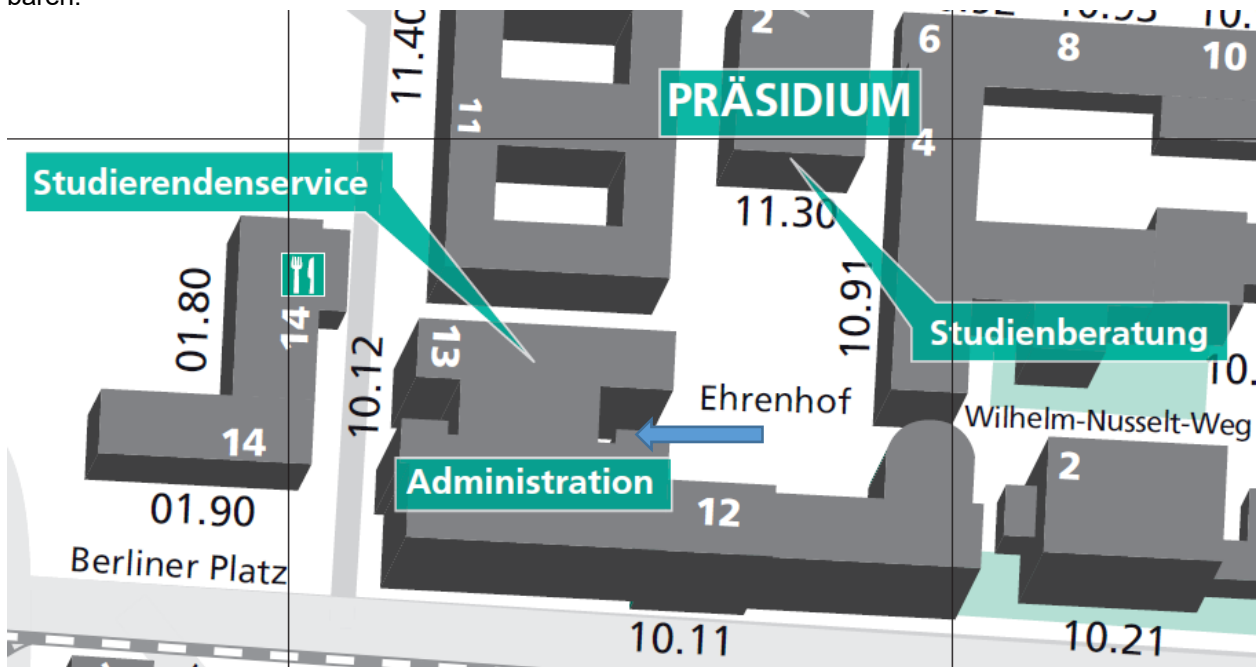 11.40
2
6
8
10
PRÄSIDIUM
11
4
Studierendenservice
11.30
01.80
14
10.91
13
10.12
Studienberatung
Ehrenhof
Wilhelm-Nusselt-Weg
14
Administration
2
01.90
12
Berliner Platz
10.11
10.21